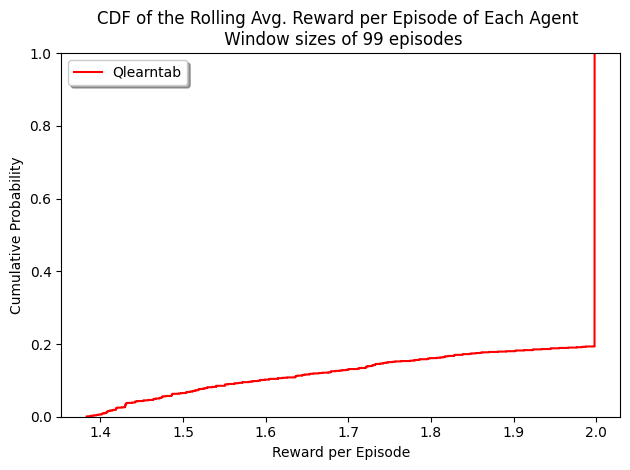 CDF of the Rolling Avg. Reward per Episode of Each Agent
Window sizes of 99 episodes
Qlearntab
Cumulative Probability
1.0
0.8
0.6
0.4
0.2
0.0
1.4 1.5 1.6 1.7 1.8 1.9 2.0
Reward per Episode